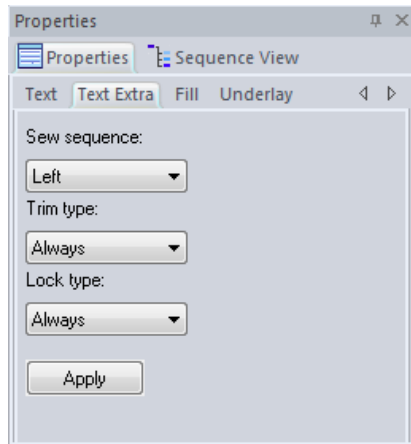 Properties
Properties Sequence View
Text Text Extra Fill Underlay
Sew sequence:
Left
Trim type:
Always
Lock type:
Always
Apply